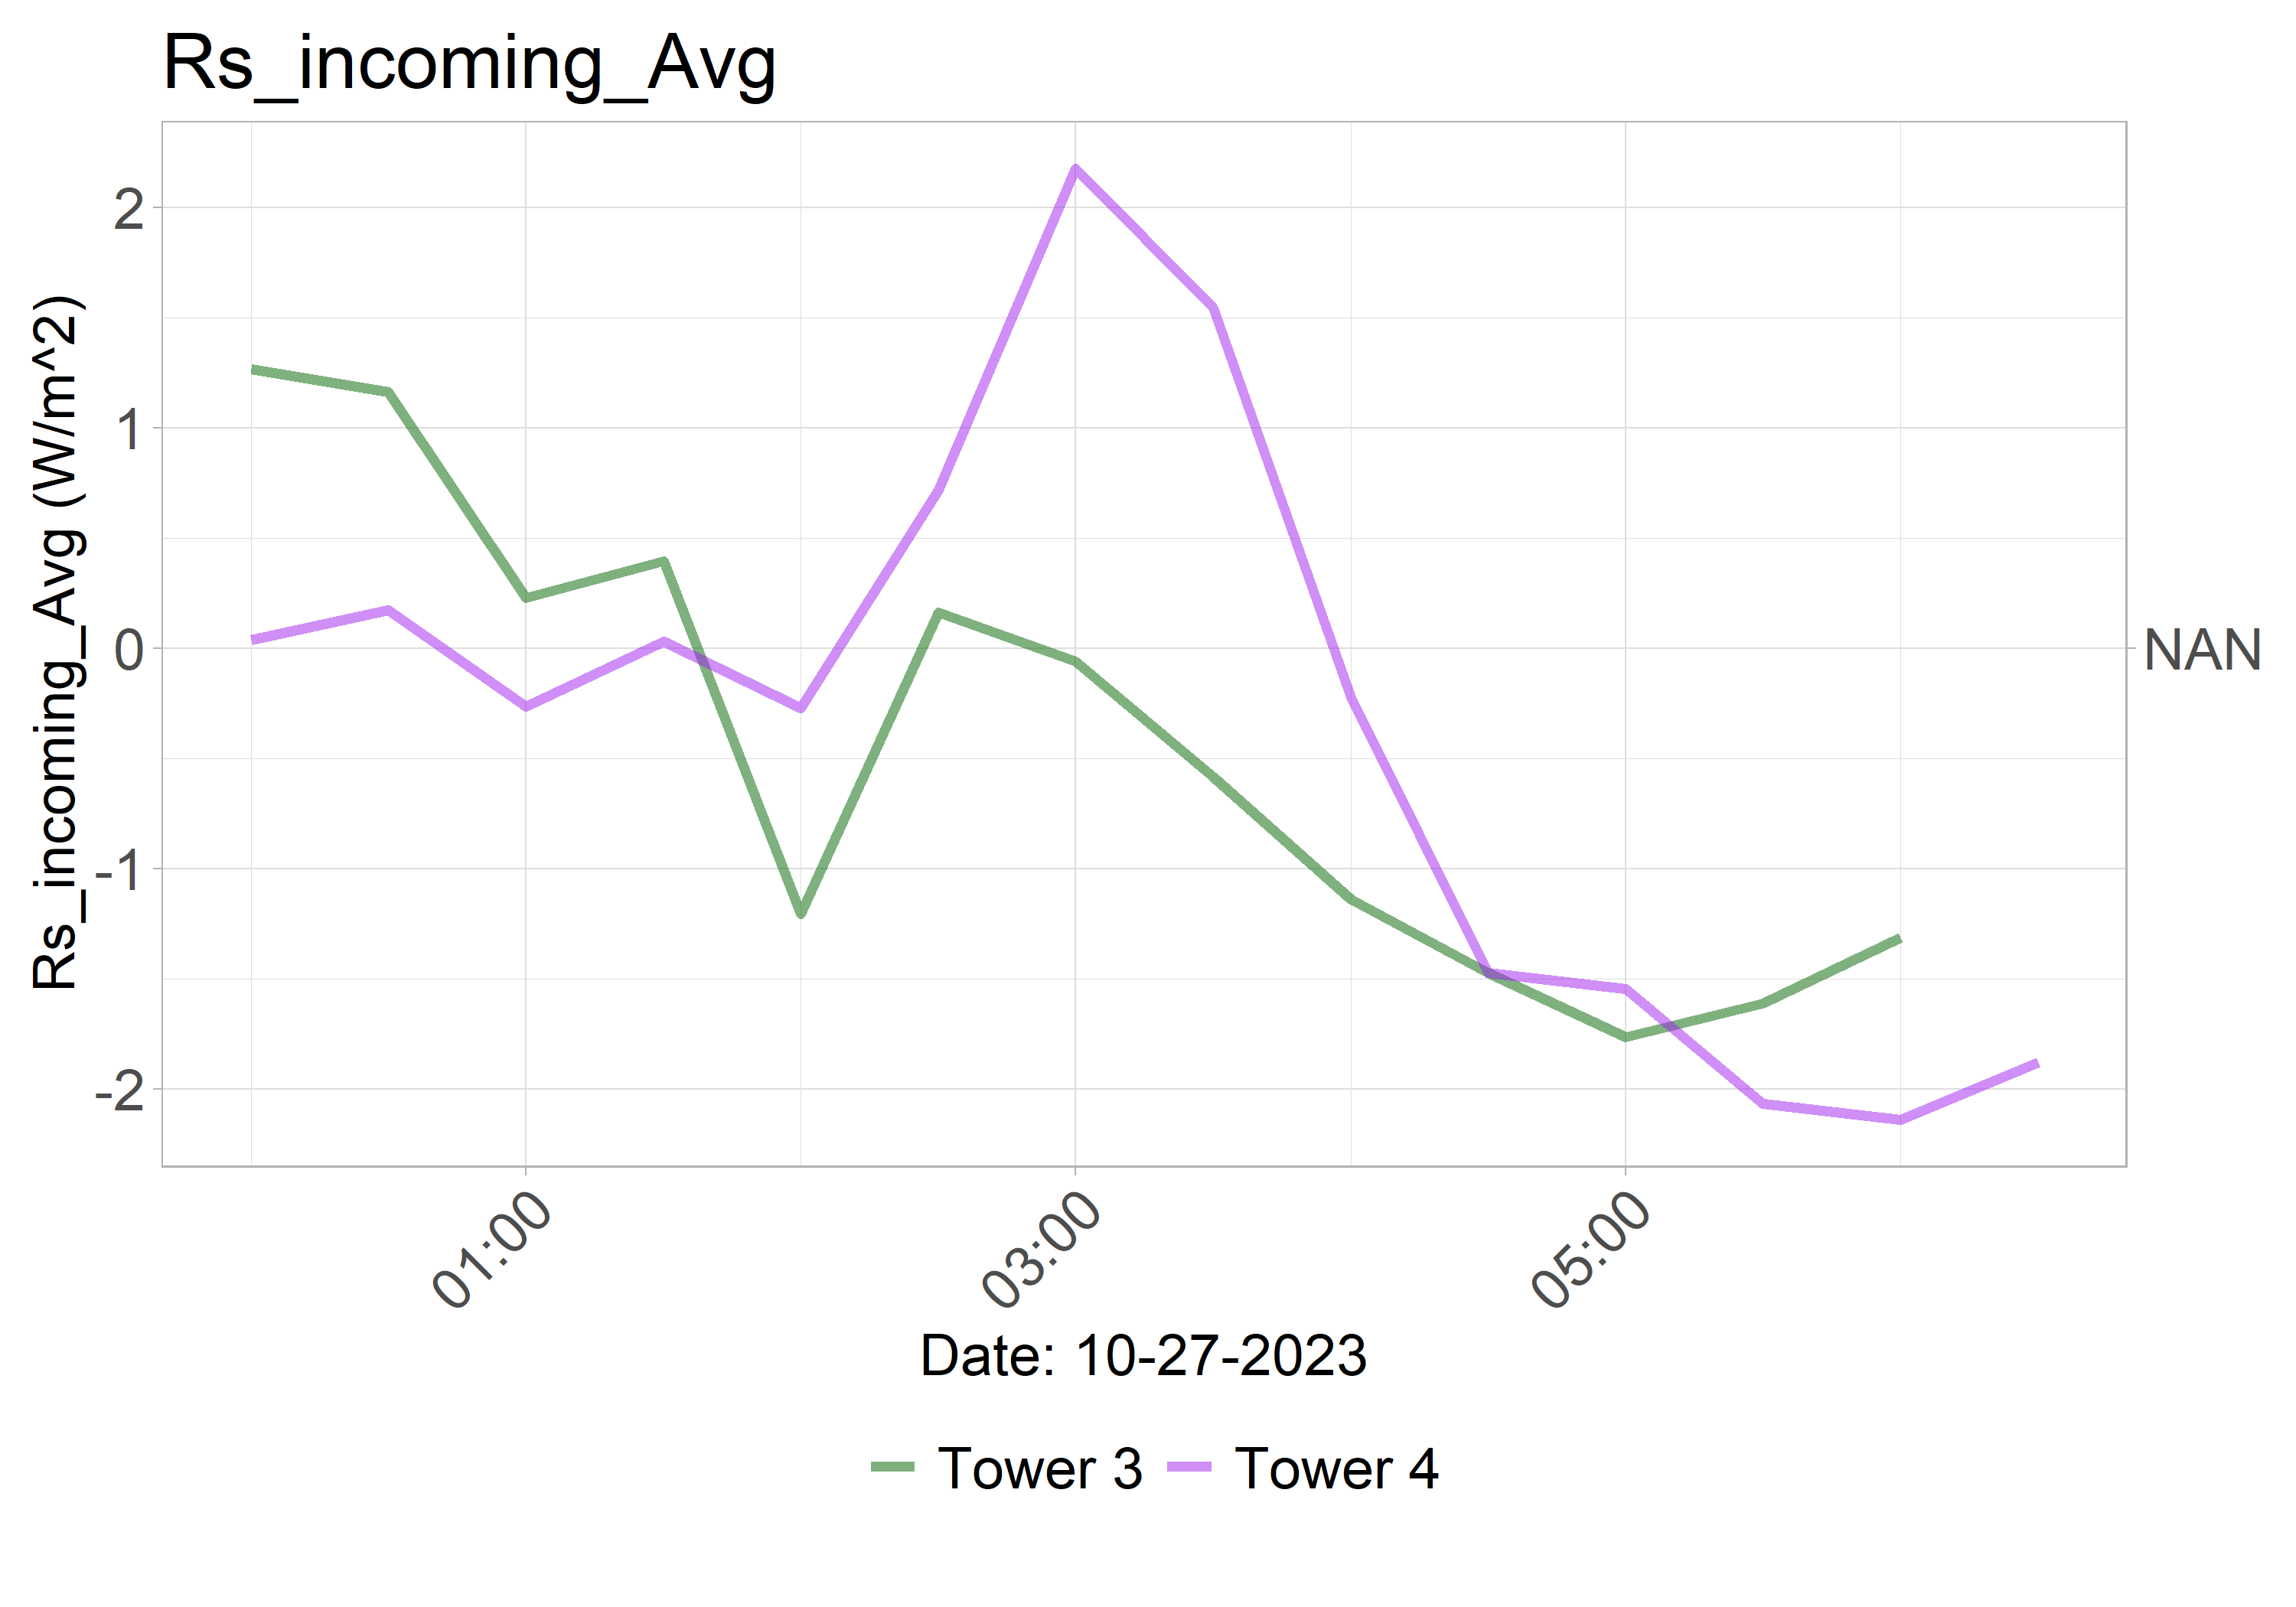 Rs_incoming_Avg
Rs_incoming_Avg (W/m^2)
2
1
0
-1
-2
NAN
01:00
03:00
05:00
Date: 10-27-2023
Tower 3
Tower 4